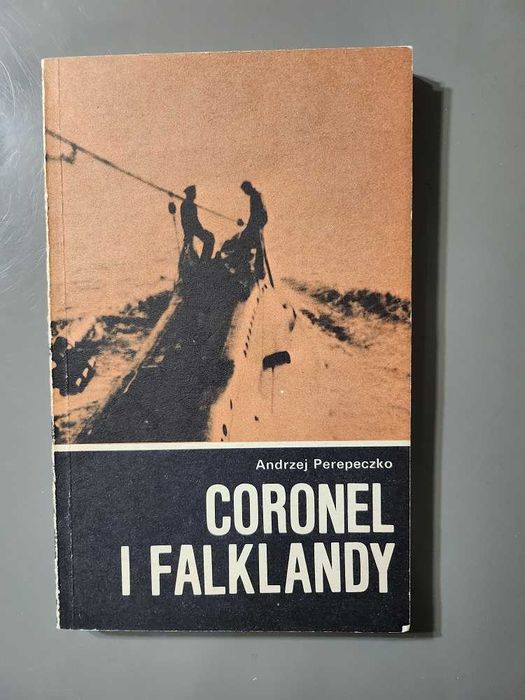 Andrzej Perepeczko
CORONEL
I FALKLANDY